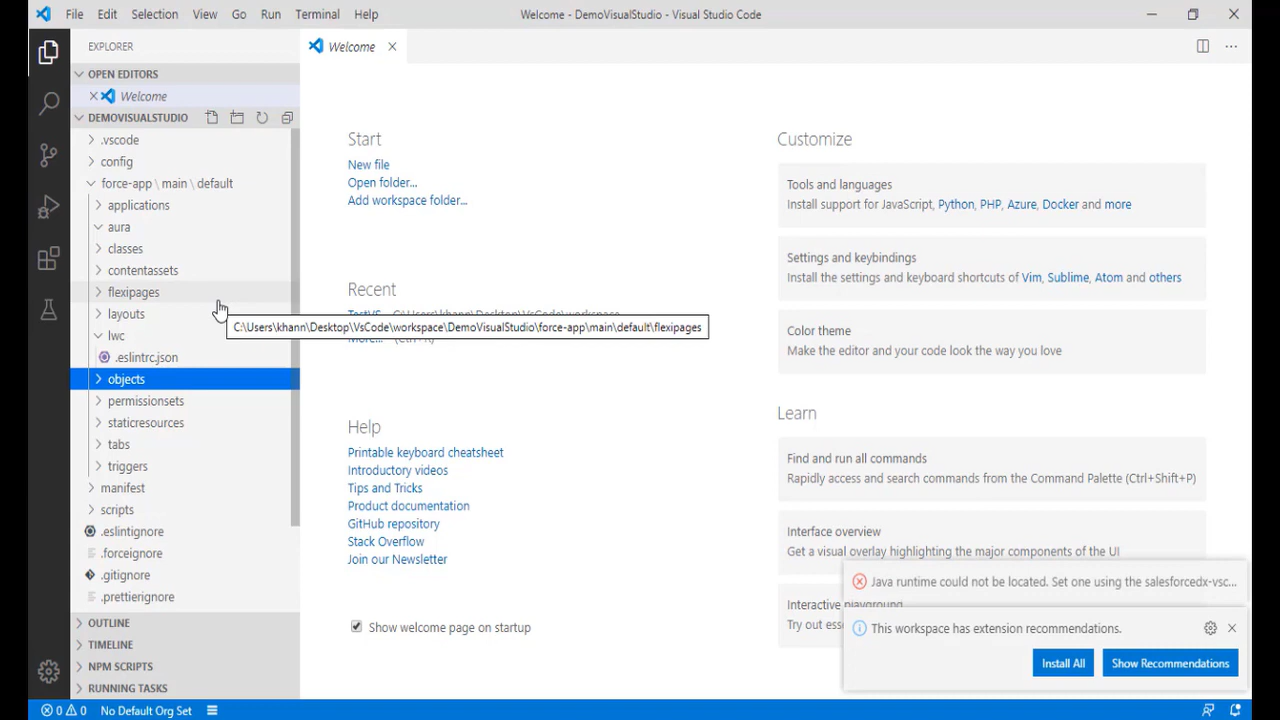 File Edit Selection View Go Run Terminal Help
Welcome - DemoVisualStudio - Visual Studio Code
EXPLORER
OPEN EDITORS
Welcome
DEMOVISUALSTUDIO
.vscode
config
force-app \ main \ default
applications
aura
classes
contentassets
flexipages
layouts
lwc
.eslintrc.json
objects
permissionsets
staticresources
tabs
triggers
manifest
scripts
.eslintignore
.forceignore
.gitignore
.prettierignore
OUTLINE
TIMELINE
NPM SCRIPTS
RUNNING TASKS
Welcome
Start
New file
Open folder...
Add workspace folder...
Recent
C:\Users\khann\Desktop\VsCode\workspace\DemoVisualStudio\force-app\main\default\flexipages
More... (Ctrl+R)
Help
Printable keyboard cheatsheet
Introductory videos
Tips and Tricks
Product documentation
GitHub repository
Stack Overflow
Join our Newsletter
Show welcome page on startup
Customize
Tools and languages
Install support for JavaScript, Python, PHP, Azure, Docker and more
Settings and keybindings
Install the settings and keyboard shortcuts of Vim, Sublime, Atom and others
Color theme
Make the editor and your code look the way you love
Learn
Find and run all commands
Rapidly access and search commands from the Command Palette (Ctrl+Shift+P)
Interface overview
Get a visual overlay highlighting the major components of the UI
Interactive playground
Try out
Java runtime could not be located. Set one using the salesforcedx-vsc...
This workspace has extension recommendations.
Install All
Show Recommendations
0 0 No Default Org Set